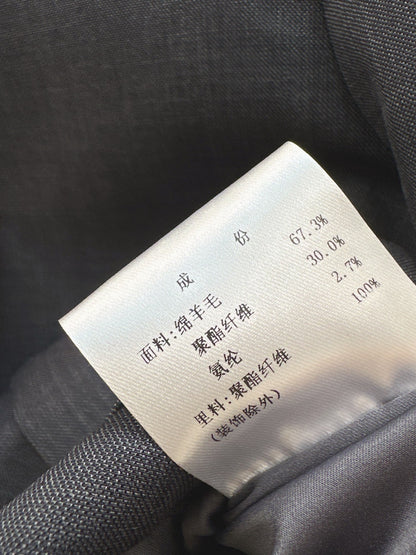 成 份
面料:绵羊毛 67.3%
聚酯纤维 30.0%
氨纶 2.7%
里料:聚酯纤维 100%
(装饰除外)